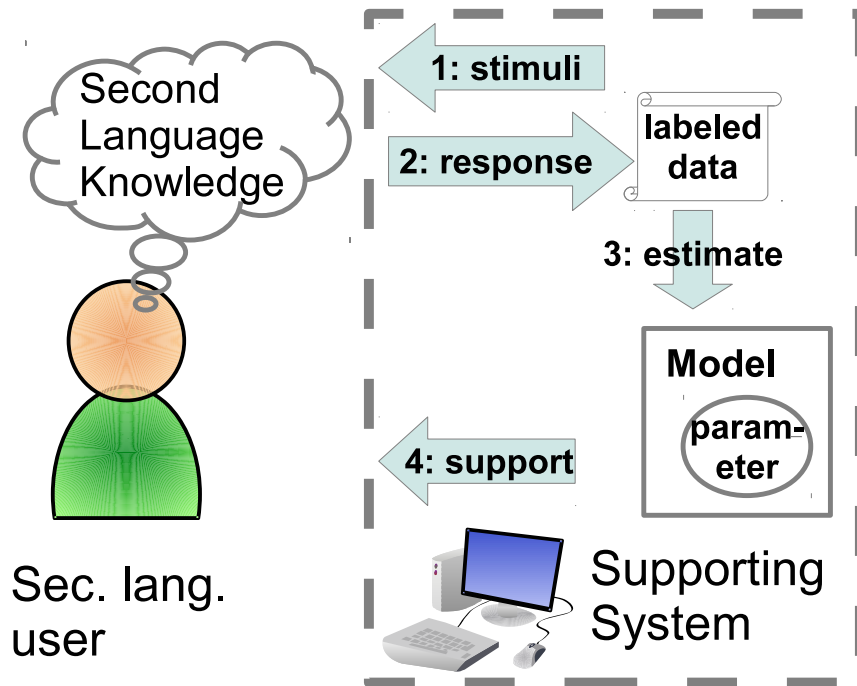 Second
Language
Knowledge
1: stimuli
2: response
labeled
data
3: estimate
Model
param-
eter
4: support
Sec. lang.
user
Supporting
System